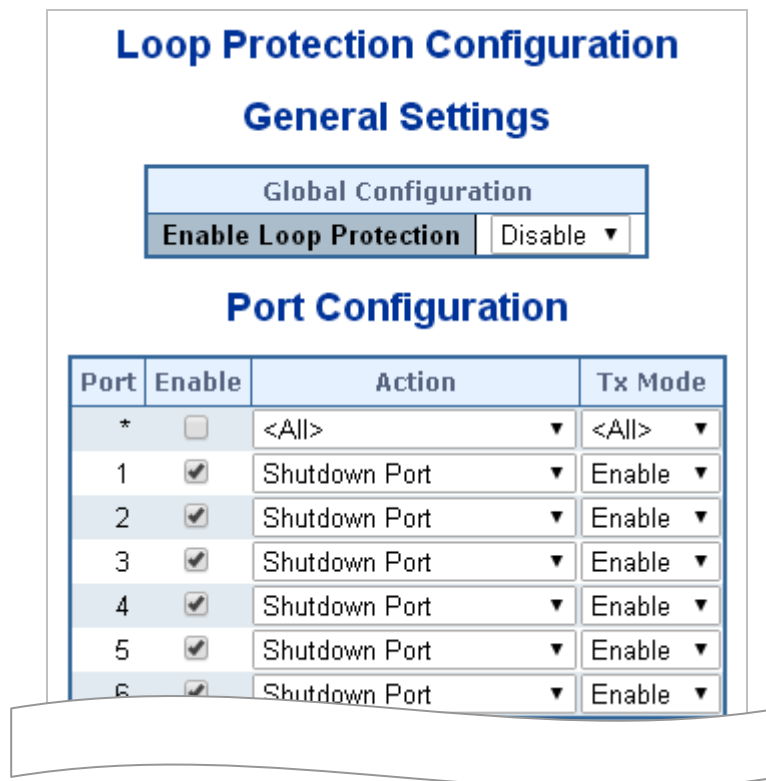 Loop Protection Configuration
General Settings
Global Configuration
Enable Loop Protection Disable
Port Configuration
Port Enable Action Tx Mode
* <All> <All>
1 Shutdown Port Enable
2 Shutdown Port Enable
3 Shutdown Port Enable
4 Shutdown Port Enable
5 Shutdown Port Enable
6 Shutdown Port Enable